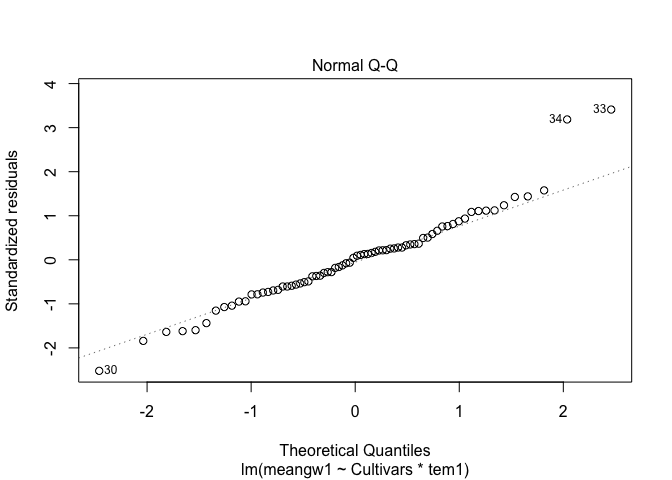 Normal Q-Q
4
3
2
1
0
-1
-2
Standardized residuals
34
33
30
-2 -1 0 1 2
Theoretical Quantiles
lm(meangw1 ~ Cultivars * tem1)